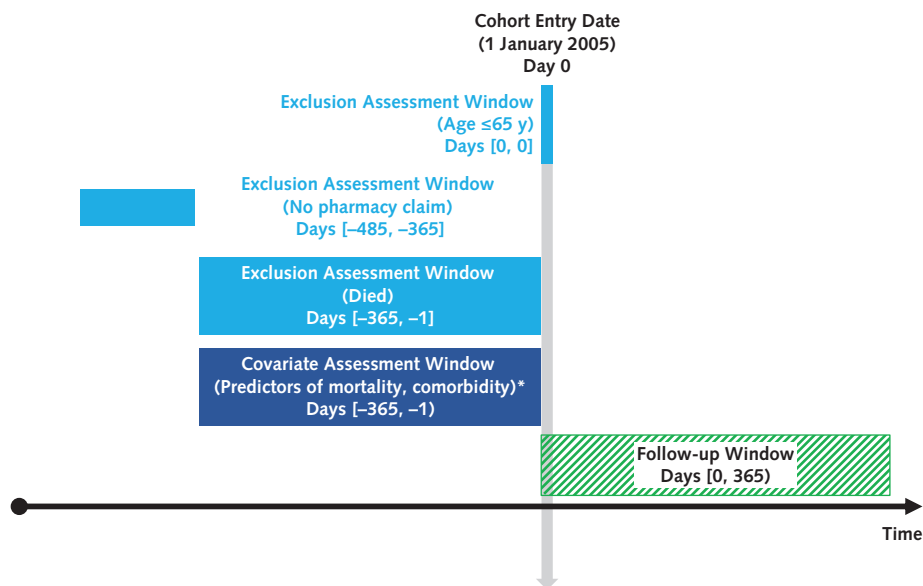 Cohort Entry Date
(1 January 2005)
Day 0
Exclusion Assessment Window
(Age ≤65 y)
Days [0, 0]
Exclusion Assessment Window
(No pharmacy claim)
Days [–485, –365]
Exclusion Assessment Window
(Died)
Days [–365, –1]
Covariate Assessment Window
(Predictors of mortality, comorbidity)*
Days [–365, –1)
Follow-up Window
Days [0, 365)
Time